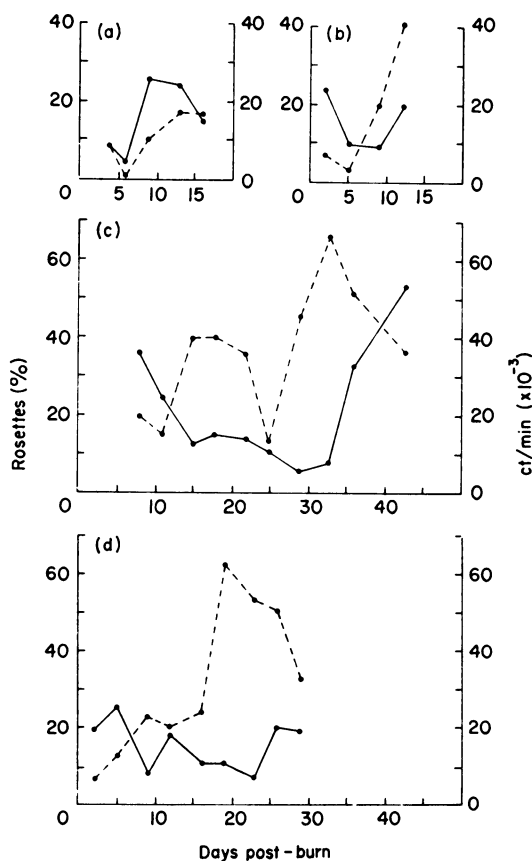 40 (a) 40 40 (b) 40
20 20 20 20
0 5 10 15 0 0 5 10 15 0
(c)
60 60
40 40
20 20
0 10 20 30 40 0
Rosettes (%)
ct/min (x10⁻³)
(d)
60 60
40 40
20 20
0 10 20 30 40 0
Days post-burn